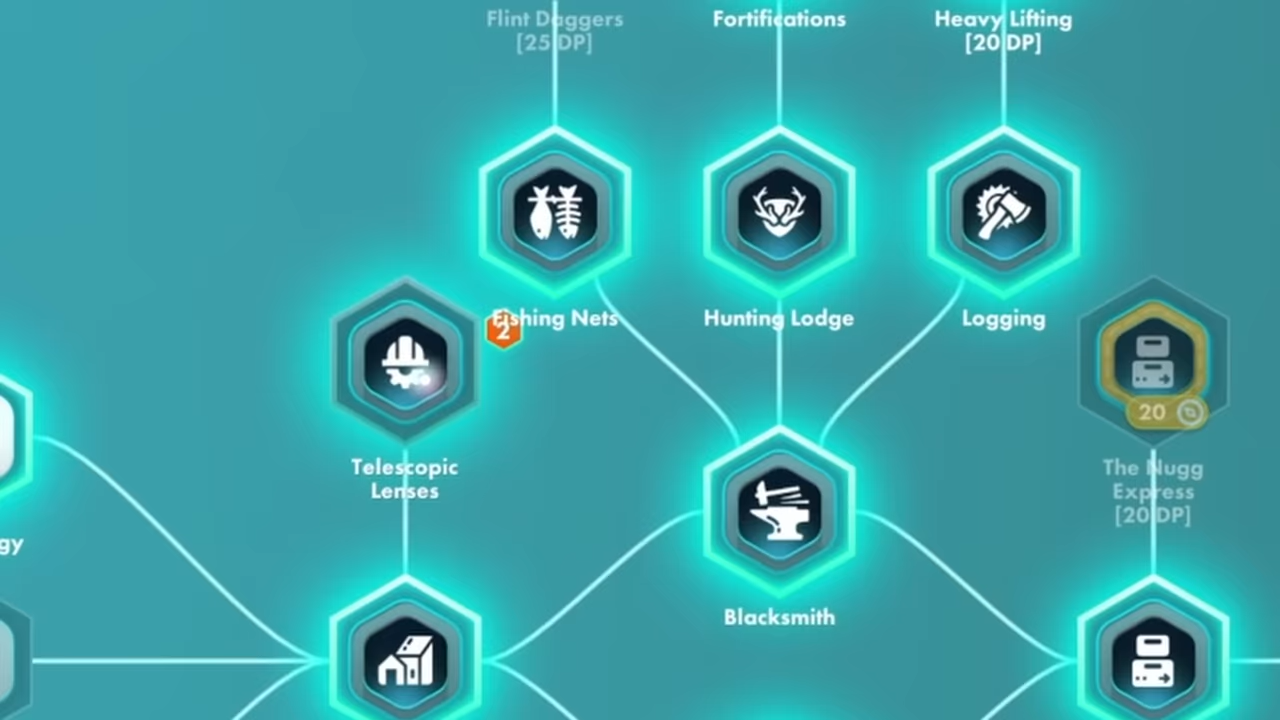 Flint Daggers
[25 DP]
Fortifications
Heavy Lifting
[20 DP]
Fishing Nets
2
Hunting Lodge
Logging
20
Telescopic
Lenses
The Nugg
Express
[20 DP]
gy
Blacksmith